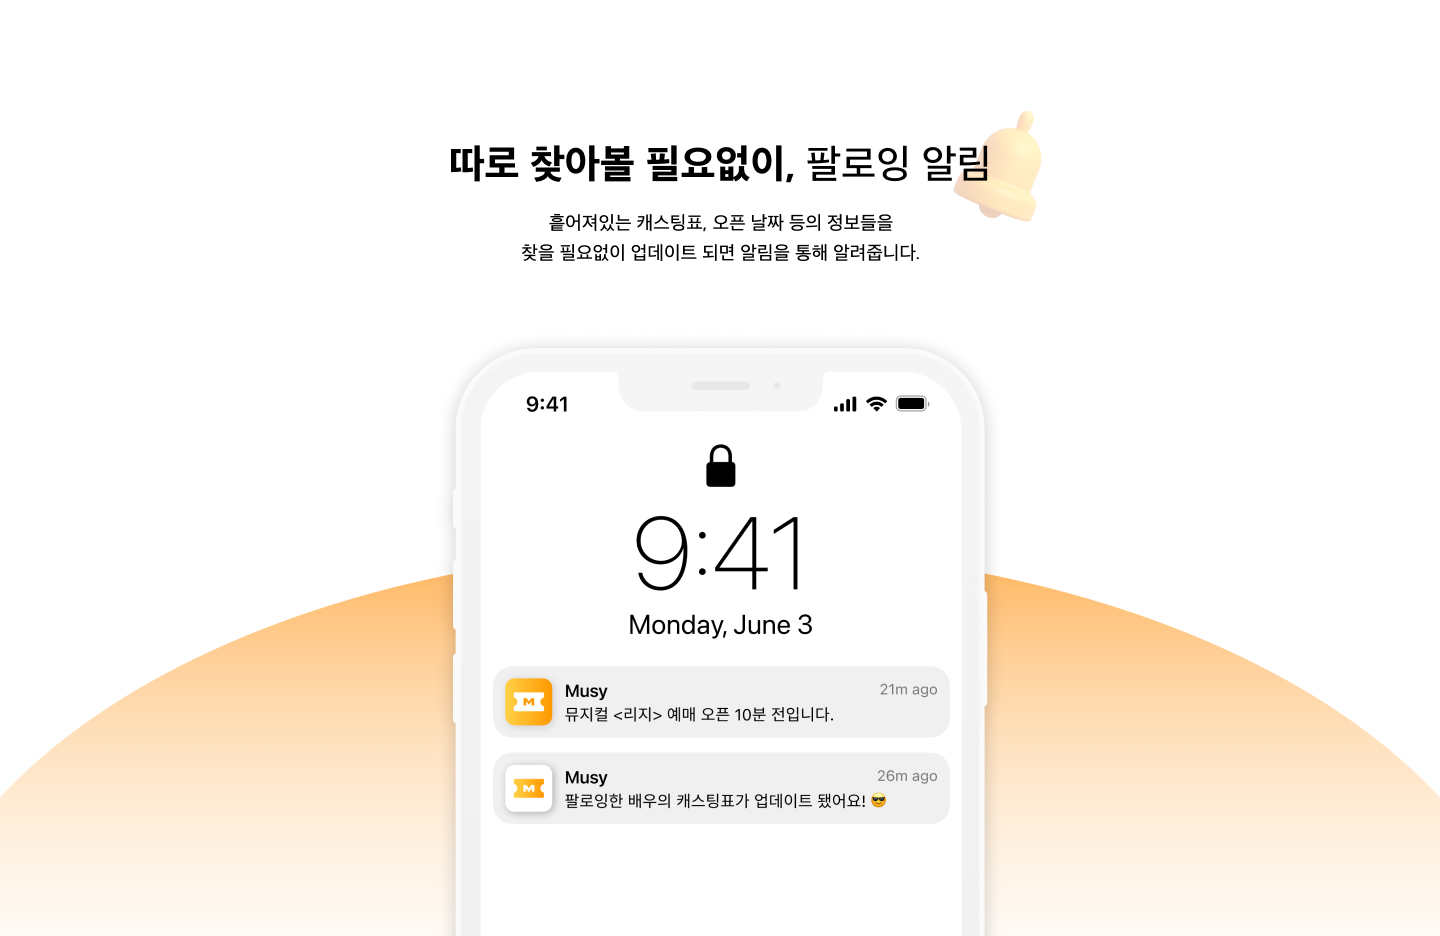 따로 찾아볼 필요없이, 팔로잉 알림
흩어져있는 캐스팅표, 오픈 날짜 등의 정보들을
찾을 필요없이 업데이트 되면 알림을 통해 알려줍니다.
9:41
9:41
Monday, June 3
M
Musy
21m ago
뮤지컬 <리지> 예매 오픈 10분 전입니다.
M
Musy
26m ago
팔로잉한 배우의 캐스팅표가 업데이트 됐어요! 😎